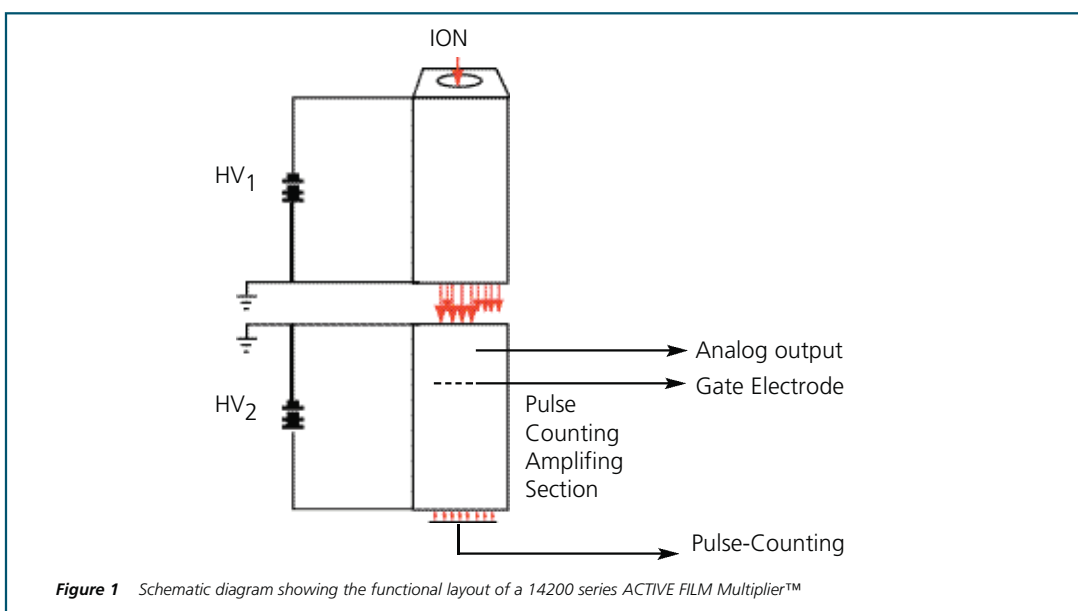 ION
HV1
Analog output
Gate Electrode
HV2
Pulse
Counting
Amplifing
Section
Pulse-Counting
Figure 1 Schematic diagram showing the functional layout of a 14200 series ACTIVE FILM Multiplier™